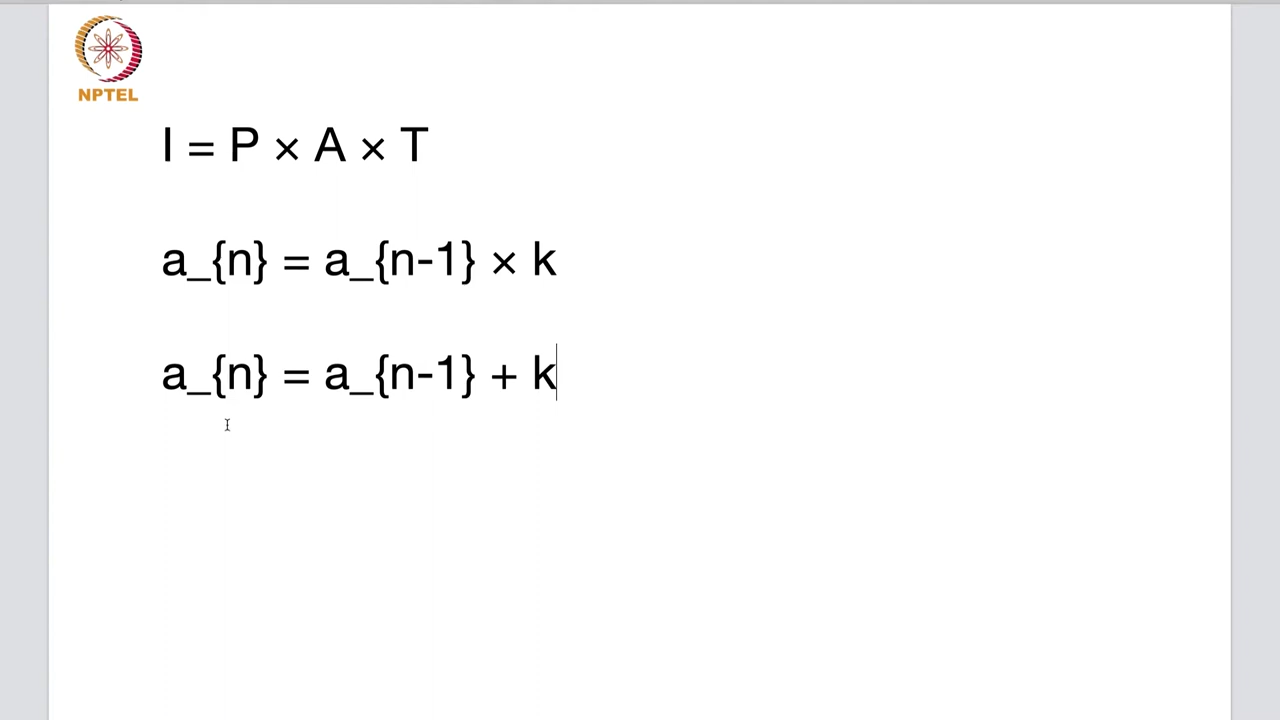 NPTEL
I = P × A × T
a_{n} = a_{n-1} × k
a_{n} = a_{n-1} + k